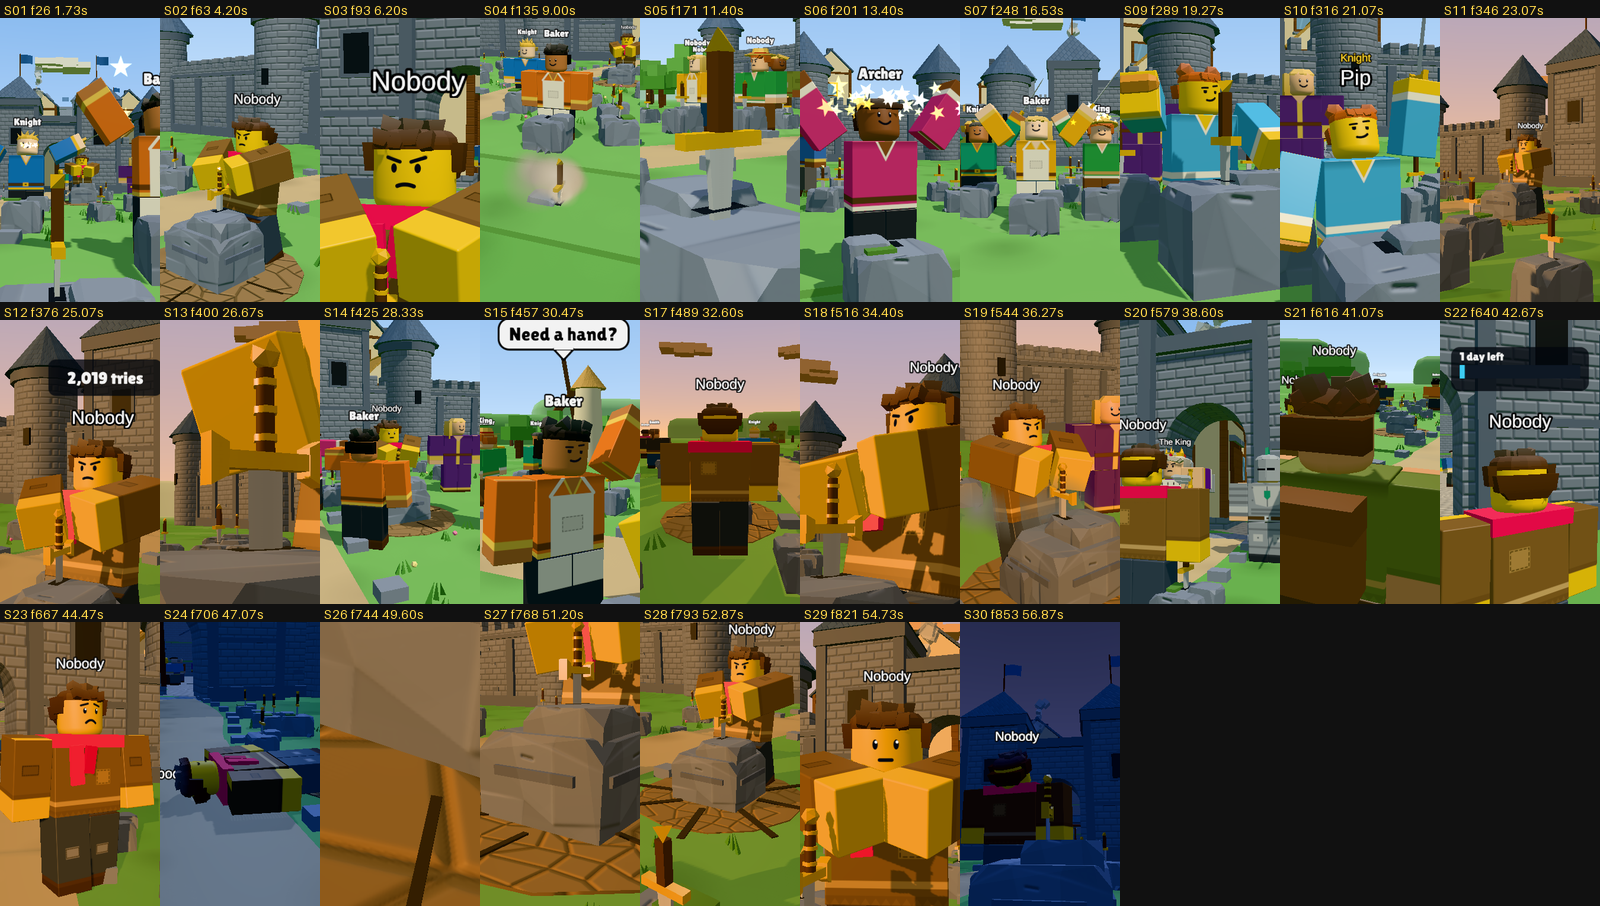 S01 f26 1.73s
S02 f63 4.20s
S03 f93 6.20s
S04 f135 9.00s
S05 f171 11.40s
S06 f201 13.40s
S07 f248 16.53s
S09 f289 19.27s
S10 f316 21.07s
S11 f346 23.07s
Knight
Ba
Nobody
Nobody
Knight
Baker
Nobody
Nobody
Archer
Baker
King
Knight
Pip
Nobody
S12 f376 25.07s
S13 f400 26.67s
S14 f425 28.33s
S15 f457 30.47s
S17 f489 32.60s
S18 f516 34.40s
S19 f544 36.27s
S20 f579 38.60s
S21 f616 41.07s
S22 f640 42.67s
2,019 tries
Nobody
Baker
Nobody
Need a hand?
Baker
Nobody
Nobody
Nobody
Nobody
The King
Nobody
1 day left
Nobody
S23 f667 44.47s
S24 f706 47.07s
S26 f744 49.60s
S27 f768 51.20s
S28 f793 52.87s
S29 f821 54.73s
S30 f853 56.87s
Nobody
Nobody
Nobody
Nobody